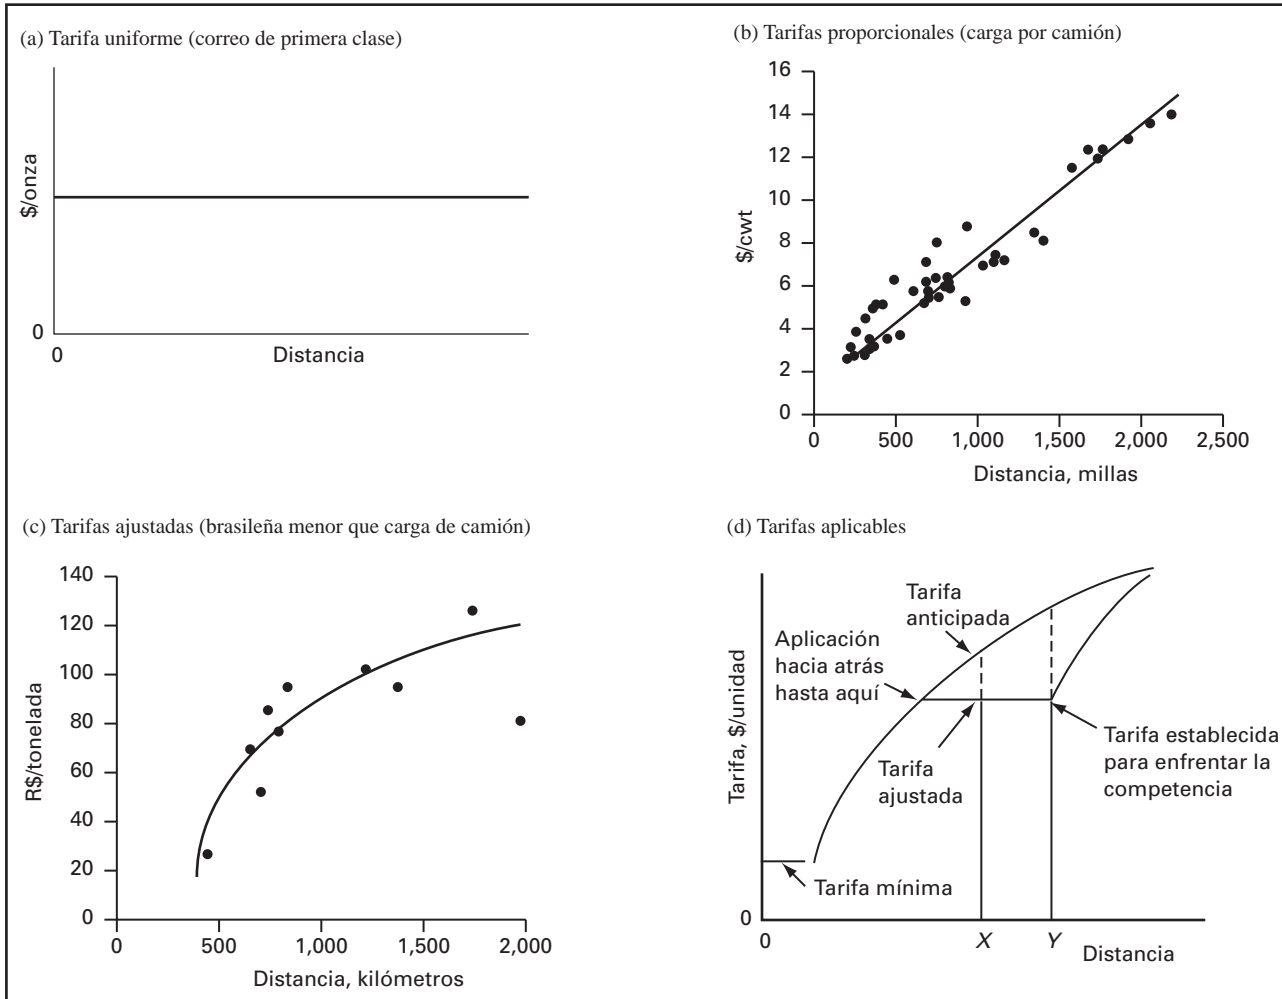 (a) Tarifa uniforme (correo de primera clase)
$/onza
0
0
Distancia
(b) Tarifas proporcionales (carga por camión)
16
14
12
10
8
6
4
2
0
$/cwt
0 500 1,000 1,500 2,000 2,500
Distancia, millas
(c) Tarifas ajustadas (brasileña menor que carga de camión)
140
120
100
80
60
40
20
0
R$/tonelada
0 500 1,000 1,500 2,000
Distancia, kilómetros
(d) Tarifas aplicables
Tarifa, $/unidad
Tarifa
anticipada
Aplicación
hacia atrás
hasta aquí
Tarifa
ajustada
Tarifa establecida
para enfrentar la
competencia
Tarifa mínima
0
0 X Y Distancia